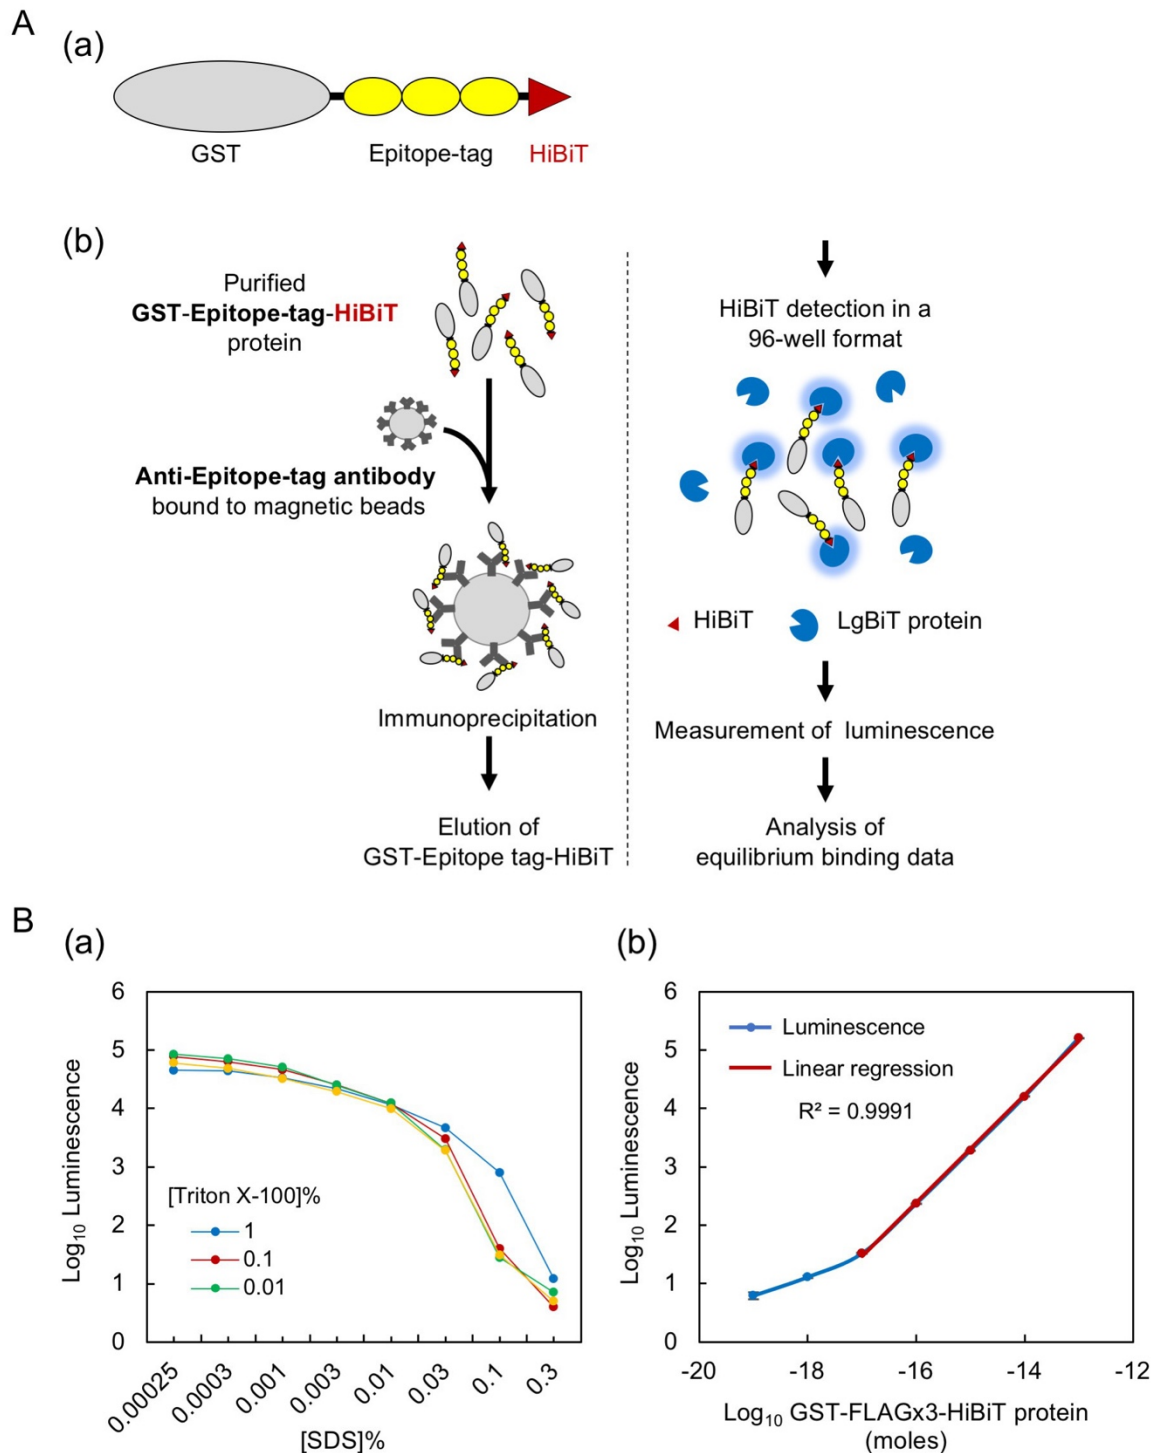 A
(a)
GST
Epitope-tag
HiBiT
(b)
Purified
GST-Epitope-tag-HiBiT
protein
Anti-Epitope-tag antibody
bound to magnetic beads
Immunoprecipitation
Elution of
GST-Epitope tag-HiBiT
HiBiT detection in a
96-well format
HiBiT
LgBiT protein
Measurement of luminescence
Analysis of
equilibrium binding data
B
(a)
Log₁₀ Luminescence
6
5
4
3
2
1
0
[Triton X-100]%
1
0.1
0.01
0.00025
0.0003
0.001
0.003
0.01
0.03
0.1
0.3
[SDS]%
(b)
Log₁₀ Luminescence
6
5
4
3
2
1
0
Luminescence
Linear regression
R² = 0.9991
-20
-18
-16
-14
-12
Log₁₀ GST-FLAGx3-HiBiT protein
(moles)